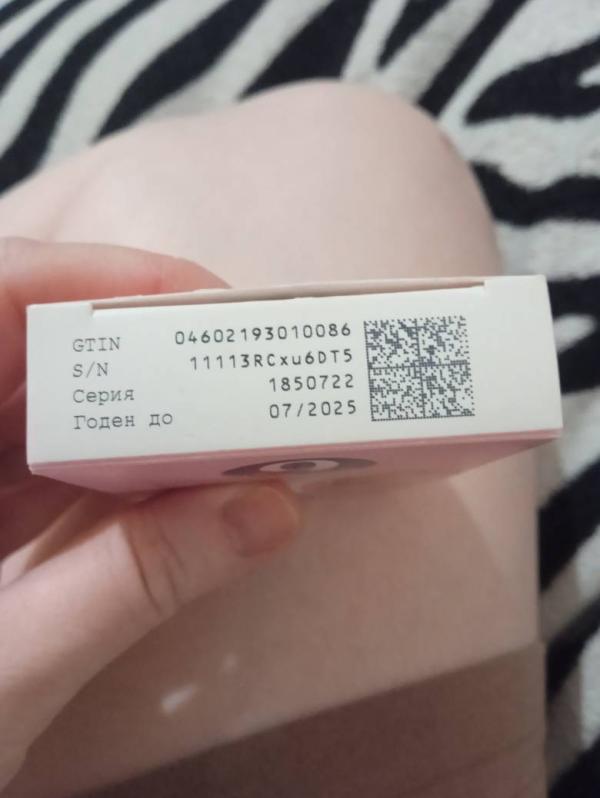 GTIN 04602193010086
S/N 11113RCxu6DT5
Серия 1850722
Годен до 07/2025